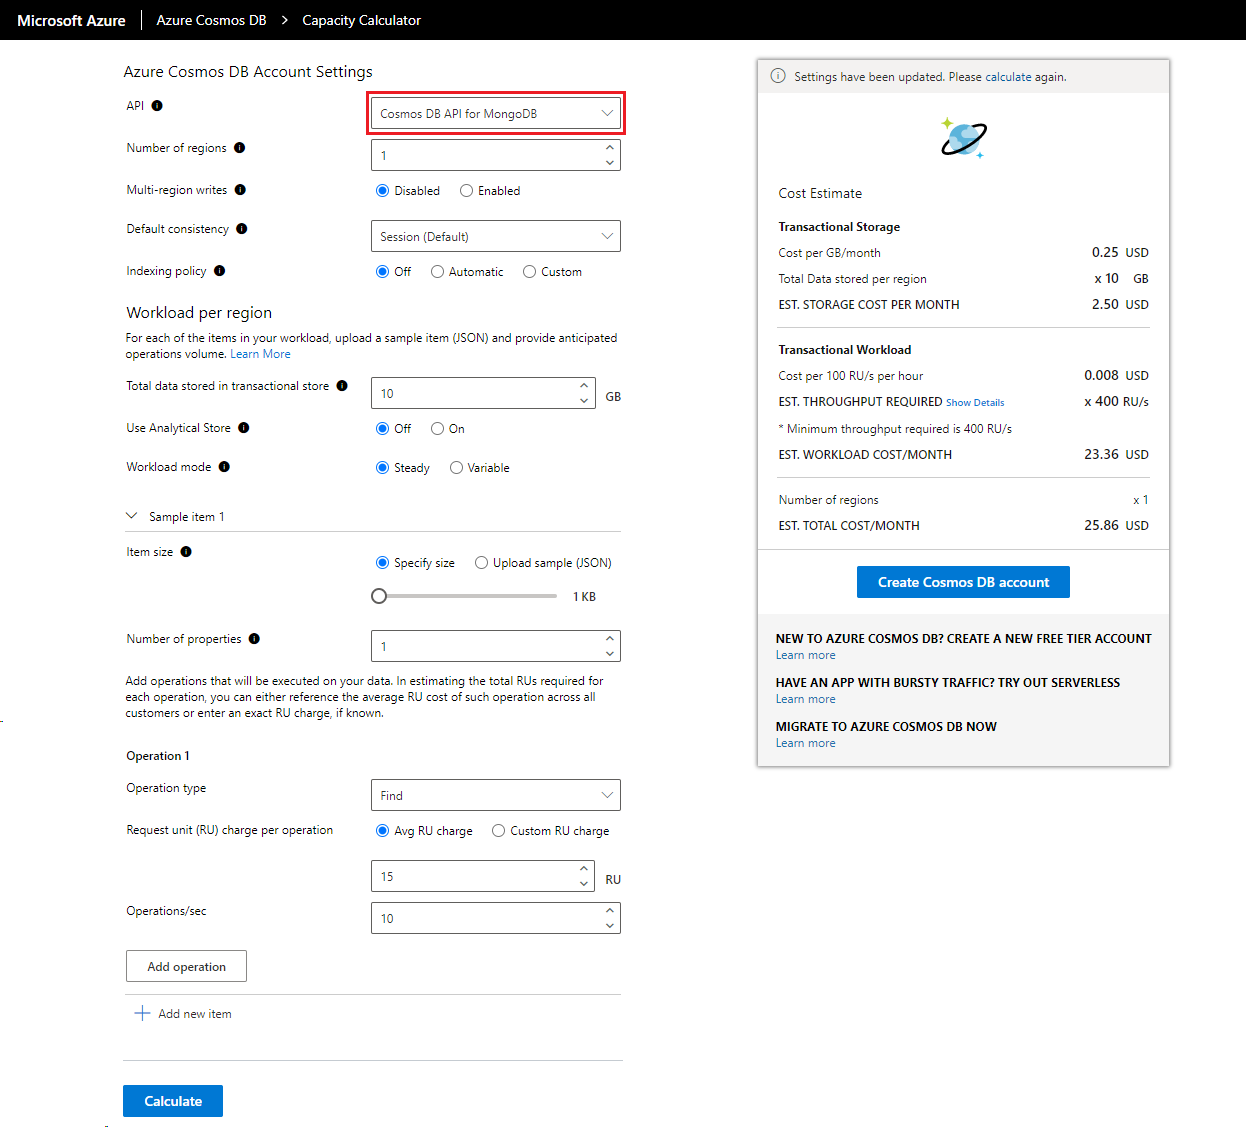 Microsoft Azure Azure Cosmos DB > Capacity Calculator
Azure Cosmos DB Account Settings
API
Cosmos DB API for MongoDB
Number of regions
1
Multi-region writes
Disabled Enabled
Default consistency
Session (Default)
Indexing policy
Off Automatic Custom
Workload per region
For each of the items in your workload, upload a sample item (JSON) and provide anticipated
operations volume. Learn More
Total data stored in transactional store
10 GB
Use Analytical Store
Off On
Workload mode
Steady Variable
Sample item 1
Item size
Specify size Upload sample (JSON)
1 KB
Number of properties
1
Add operations that will be executed on your data. In estimating the total RUs required for
each operation, you can either reference the average RU cost of such operation across all
customers or enter an exact RU charge, if known.
Operation 1
Operation type
Find
Request unit (RU) charge per operation
Avg RU charge Custom RU charge
15 RU
Operations/sec
10
Add operation
Add new item
Calculate
Settings have been updated. Please calculate again.
Cost Estimate
Transactional Storage
Cost per GB/month 0.25 USD
Total Data stored per region x 10 GB
EST. STORAGE COST PER MONTH 2.50 USD
Transactional Workload
Cost per 100 RU/s per hour 0.008 USD
EST. THROUGHPUT REQUIRED Show Details x 400 RU/s
* Minimum throughput required is 400 RU/s
EST. WORKLOAD COST/MONTH 23.36 USD
Number of regions x 1
EST. TOTAL COST/MONTH 25.86 USD
Create Cosmos DB account
NEW TO AZURE COSMOS DB? CREATE A NEW FREE TIER ACCOUNT
Learn more
HAVE AN APP WITH BURSTY TRAFFIC? TRY OUT SERVERLESS
Learn more
MIGRATE TO AZURE COSMOS DB NOW
Learn more